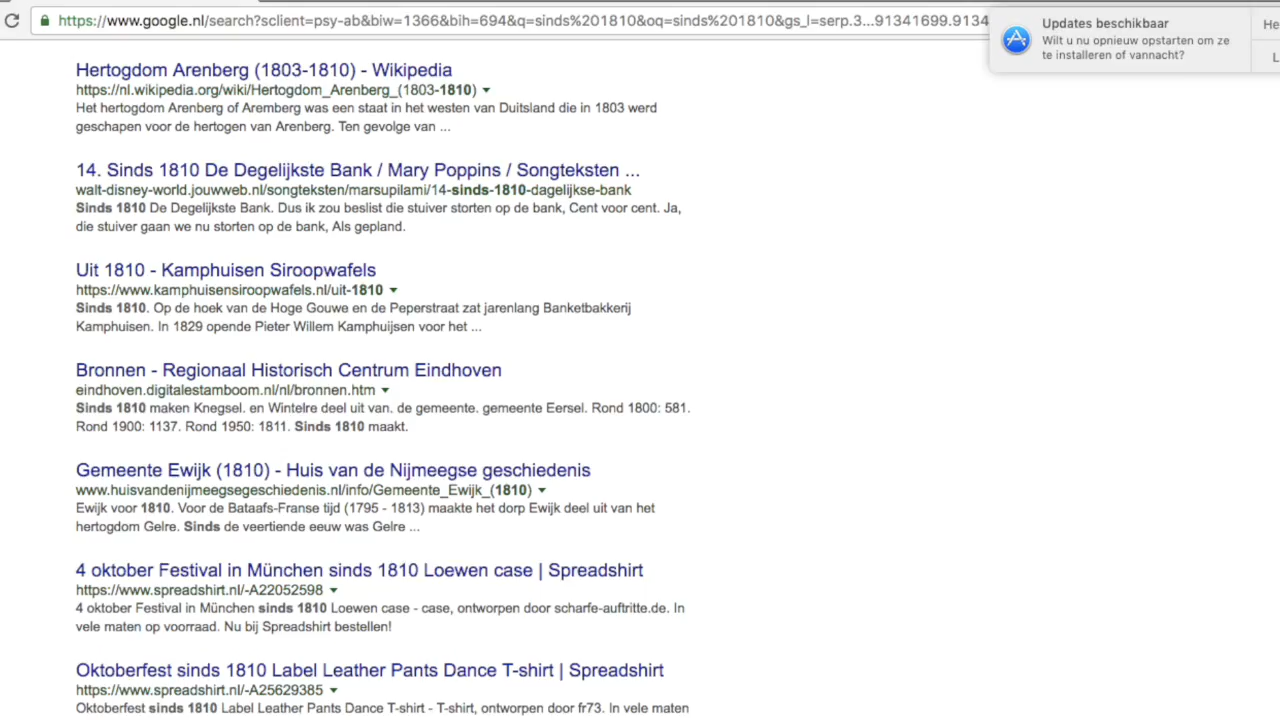 https://www.google.nl/search?sclient=psy-ab&biw=1366&bih=694&q=sinds%201810&oq=sinds%201810&gs_l=serp.3...91341699.9134
Updates beschikbaar
Wilt u nu opnieuw opstarten om ze
te installeren of vannacht?
Hertogdom Arenberg (1803-1810) - Wikipedia
https://nl.wikipedia.org/wiki/Hertogdom_Arenberg_(1803-1810)
Het hertogdom Arenberg of Aremberg was een staat in het westen van Duitsland die in 1803 werd
geschapen voor de hertogen van Arenberg. Ten gevolge van ...
14. Sinds 1810 De Degelijkste Bank / Mary Poppins / Songteksten ...
walt-disney-world.jouwweb.nl/songteksten/marsupilami/14-sinds-1810-dagelijkse-bank
Sinds 1810 De Degelijkste Bank. Dus ik zou beslist die stuiver storten op de bank, Cent voor cent. Ja,
die stuiver gaan we nu storten op de bank, Als gepland.
Uit 1810 - Kamphuisen Siroopwafels
https://www.kamphuisensiroopwafels.nl/uit-1810
Sinds 1810. Op de hoek van de Hoge Gouwe en de Peperstraat zat jarenlang Banketbakkerij
Kamphuisen. In 1829 opende Pieter Willem Kamphuijsen voor het ...
Bronnen - Regionaal Historisch Centrum Eindhoven
eindhoven.digitalestamboom.nl/nl/bronnen.htm
Sinds 1810 maken Knegsel. en Wintelre deel uit van. de gemeente. gemeente Eersel. Rond 1800: 581.
Rond 1900: 1137. Rond 1950: 1811. Sinds 1810 maakt.
Gemeente Ewijk (1810) - Huis van de Nijmeegse geschiedenis
www.huisvandenijmeegsegeschiedenis.nl/info/Gemeente_Ewijk_(1810)
Ewijk voor 1810. Voor de Bataafs-Franse tijd (1795 - 1813) maakte het dorp Ewijk deel uit van het
hertogdom Gelre. Sinds de veertiende eeuw was Gelre ...
4 oktober Festival in München sinds 1810 Loewen case | Spreadshirt
https://www.spreadshirt.nl/-A22052598
4 oktober Festival in München sinds 1810 Loewen case - case, ontworpen door scharfe-auftritte.de. In
vele maten op voorraad. Nu bij Spreadshirt bestellen!
Oktoberfest sinds 1810 Label Leather Pants Dance T-shirt | Spreadshirt
https://www.spreadshirt.nl/-A25629385
Oktoberfest sinds 1810 Label Leather Pants Dance T-shirt - T-shirt, ontworpen door fr73. In vele maten